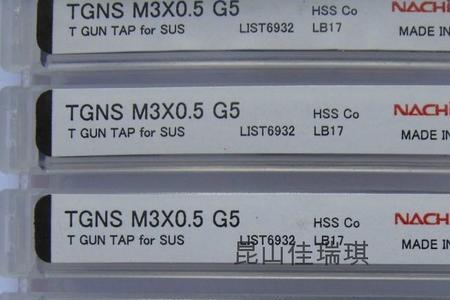 TGNS M3X0.5 G5 HSS Co NACHi
T GUN TAP for SUS LIST6932 LB17 MADE IN
TGNS M3X0.5 G5 HSS Co NACHi
T GUN TAP for SUS LIST6932 LB17 MADE IN
TGNS M3X0.5 G5 HSS Co NACHi
T GUN TAP for SUS LIST6932 LB17 MADE IN
昆山佳瑞琪